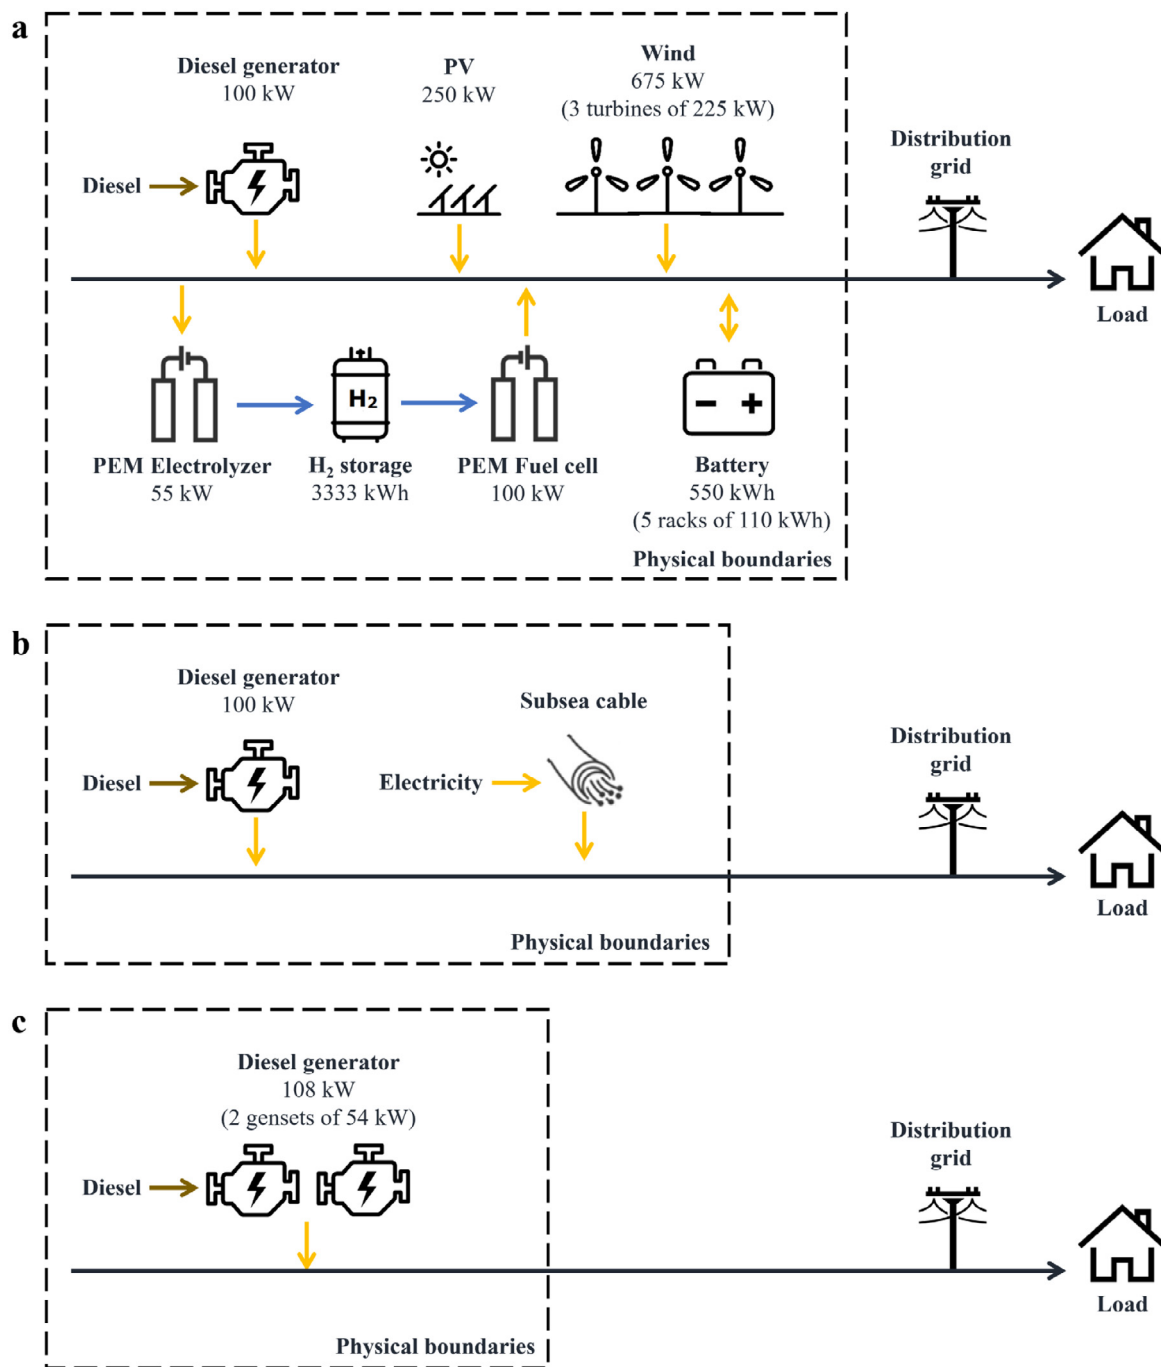 a
Diesel generator
100 kW
PV
250 kW
Wind
675 kW
(3 turbines of 225 kW)
Distribution
grid
Diesel
Load
H2
PEM Electrolyzer
55 kW
H₂ storage
3333 kWh
PEM Fuel cell
100 kW
Battery
550 kWh
(5 racks of 110 kWh)
Physical boundaries
b
Diesel generator
100 kW
Subsea cable
Distribution
grid
Diesel
Electricity
Load
Physical boundaries
c
Diesel generator
108 kW
(2 gensets of 54 kW)
Distribution
grid
Diesel
Load
Physical boundaries